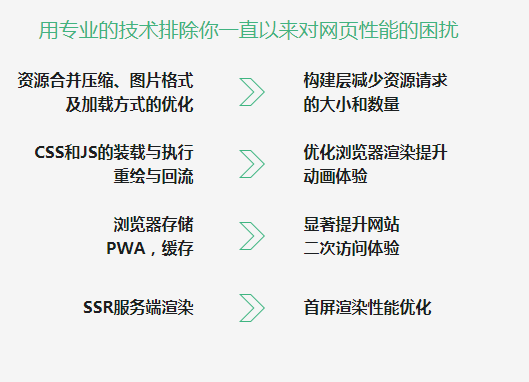 用专业的技术排除你一直以来对网页性能的困扰
资源合并压缩、图片格式
及加载方式的优化
构建层减少资源请求
的大小和数量
CSS和JS的装载与执行
重绘与回流
优化浏览器渲染提升
动画体验
浏览器存储
PWA，缓存
显著提升网站
二次访问体验
SSR服务端渲染
首屏渲染性能优化